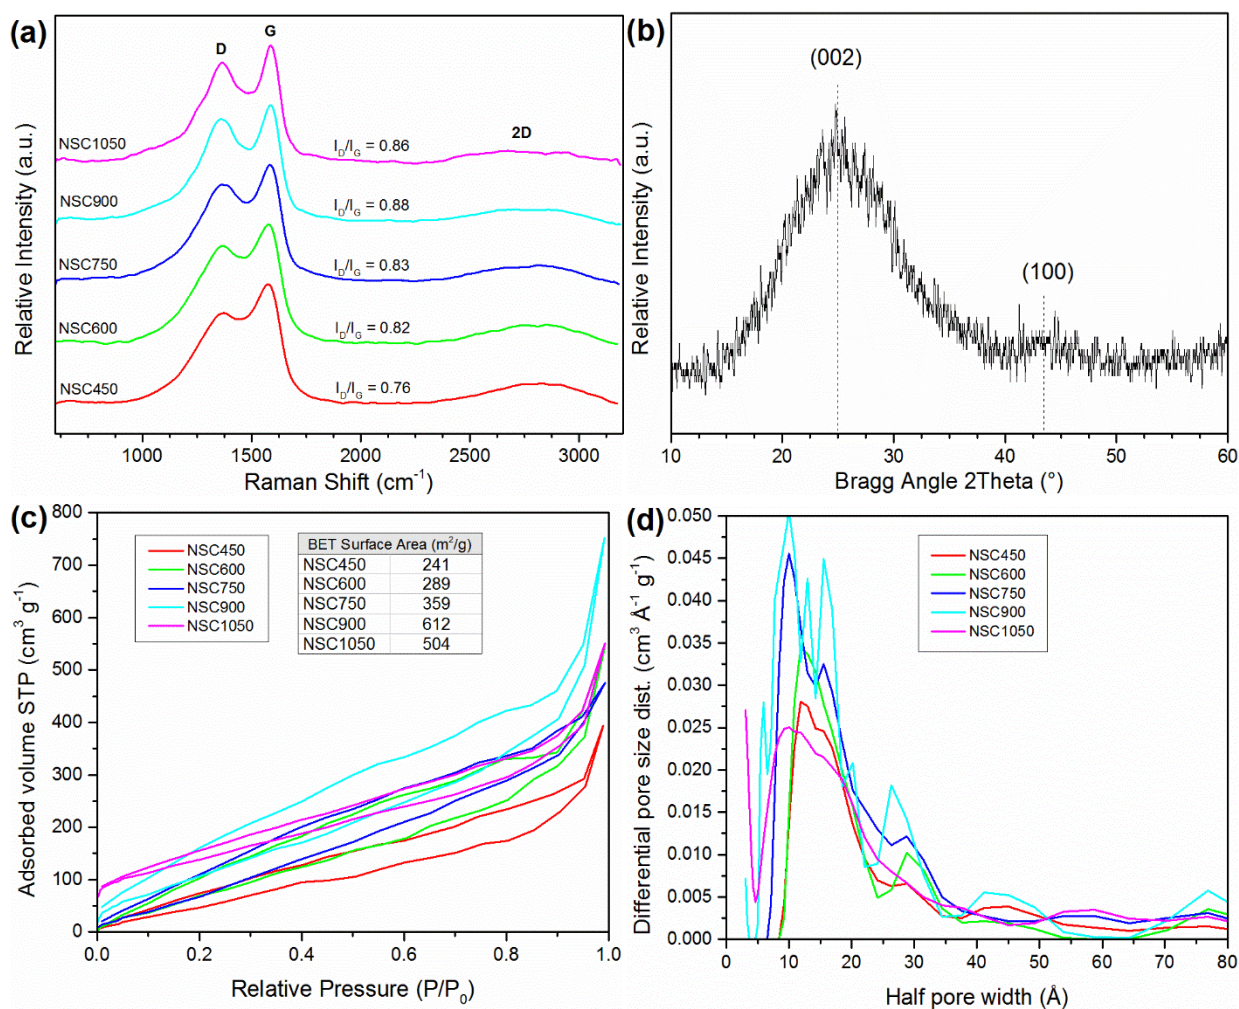 (a)
D
G
2D
NSC1050
I_D/I_G = 0.86
NSC900
I_D/I_G = 0.88
NSC750
I_D/I_G = 0.83
NSC600
I_D/I_G = 0.82
NSC450
I_D/I_G = 0.76
Relative Intensity (a.u.)
1000 1500 2000 2500 3000
Raman Shift (cm⁻¹)
(b)
(002)
(100)
Relative Intensity (a.u.)
10 20 30 40 50 60
Bragg Angle 2Theta (°)
(c)
800
700
600
500
400
300
200
100
0
Adsorbed volume STP (cm³ g⁻¹)
NSC450
NSC600
NSC750
NSC900
NSC1050
BET Surface Area (m²/g)
NSC450 241
NSC600 289
NSC750 359
NSC900 612
NSC1050 504
0.0 0.2 0.4 0.6 0.8 1.0
Relative Pressure (P/P₀)
(d)
0.050
0.045
0.040
0.035
0.030
0.025
0.020
0.015
0.010
0.005
0.000
Differential pore size dist. (cm³ Å⁻¹ g⁻¹)
NSC450
NSC600
NSC750
NSC900
NSC1050
0 10 20 30 40 50 60 70 80
Half pore width (Å)